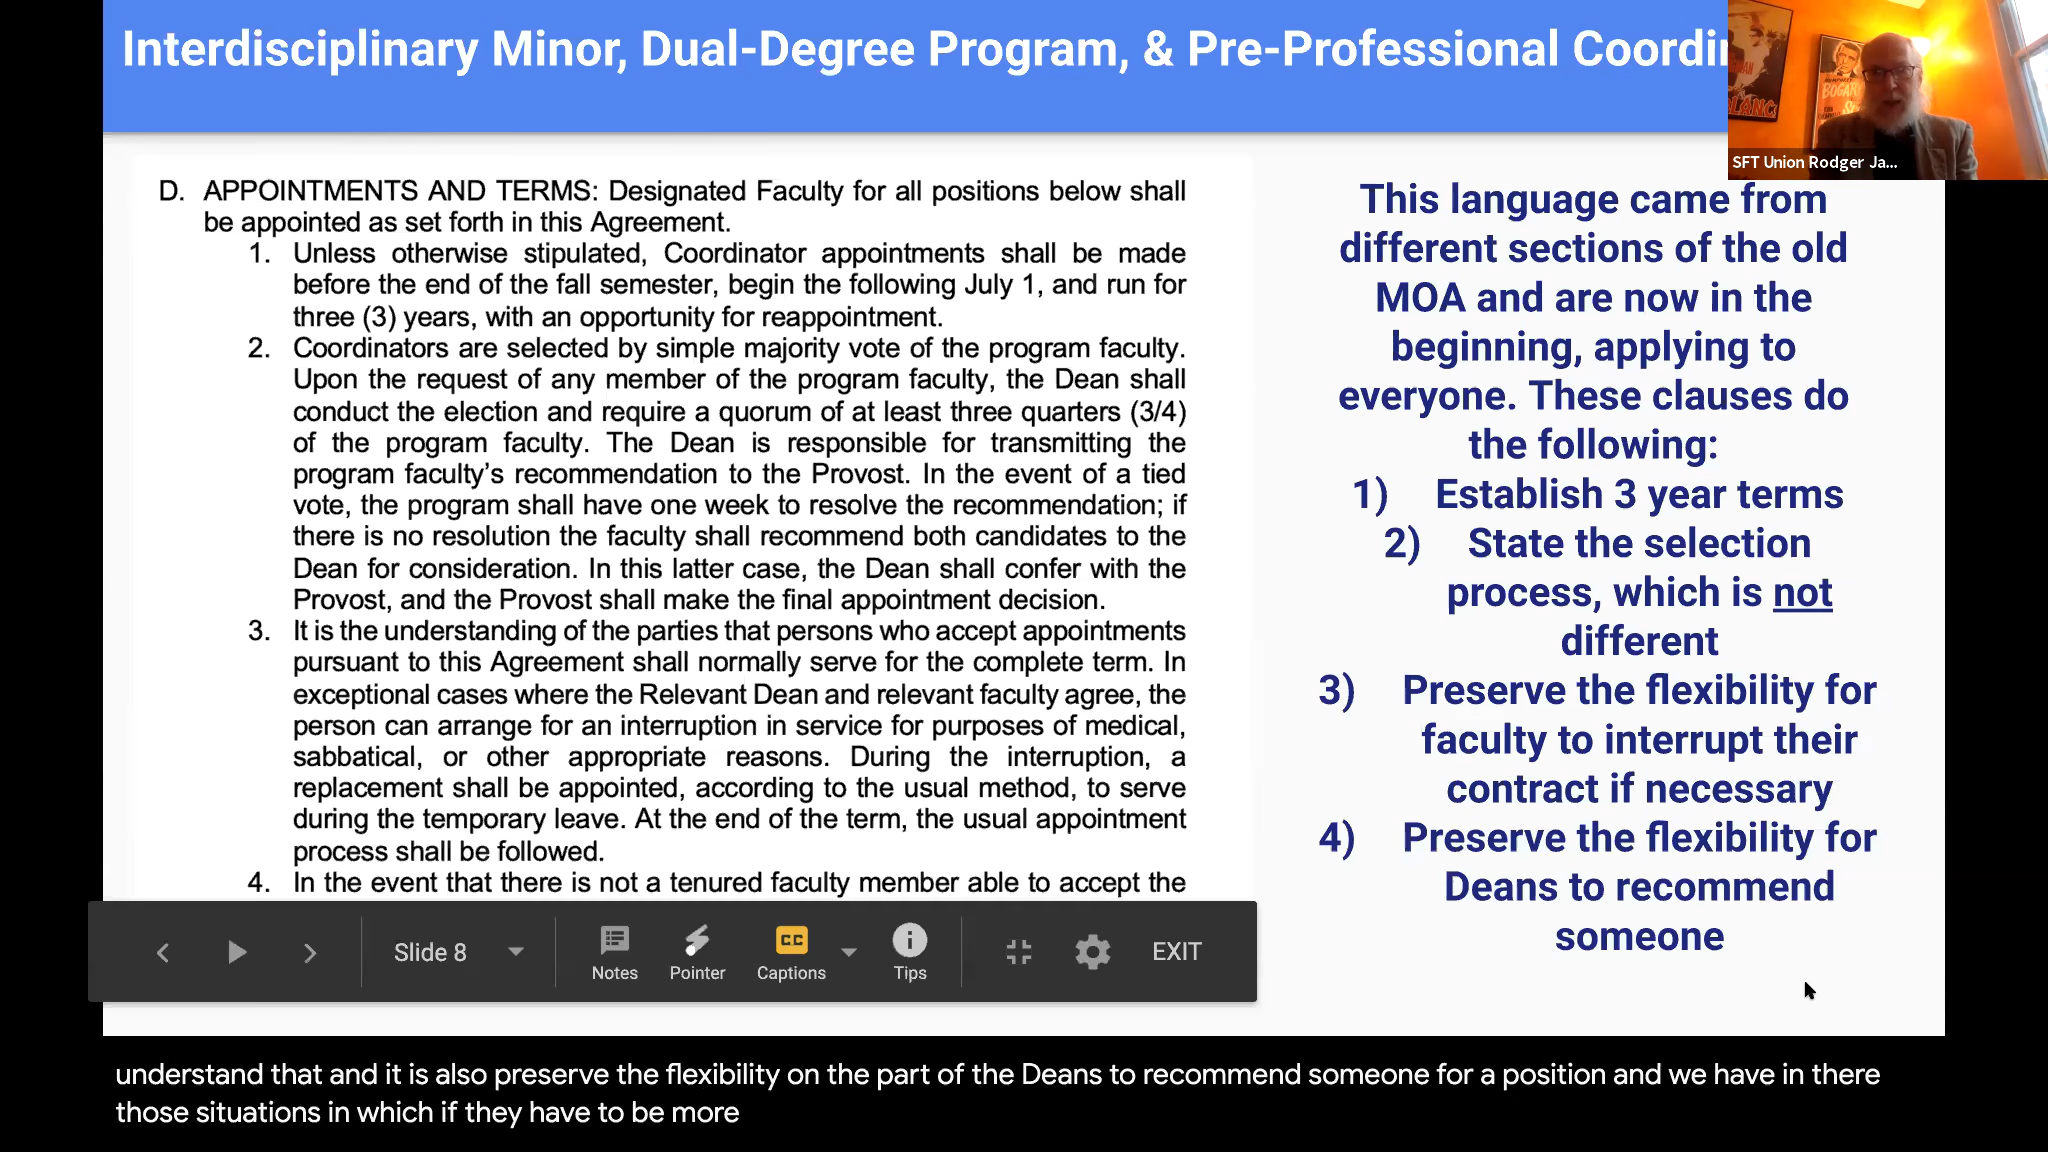 Interdisciplinary Minor, Dual-Degree Program, & Pre-Professional Coordi
BOGAR
SFT Union Rodger Ja...
D. APPOINTMENTS AND TERMS: Designated Faculty for all positions below shall
be appointed as set forth in this Agreement.
1. Unless otherwise stipulated, Coordinator appointments shall be made
before the end of the fall semester, begin the following July 1, and run for
three (3) years, with an opportunity for reappointment.
2. Coordinators are selected by simple majority vote of the program faculty.
Upon the request of any member of the program faculty, the Dean shall
conduct the election and require a quorum of at least three quarters (3/4)
of the program faculty. The Dean is responsible for transmitting the
program faculty's recommendation to the Provost. In the event of a tied
vote, the program shall have one week to resolve the recommendation; if
there is no resolution the faculty shall recommend both candidates to the
Dean for consideration. In this latter case, the Dean shall confer with the
Provost, and the Provost shall make the final appointment decision.
3. It is the understanding of the parties that persons who accept appointments
pursuant to this Agreement shall normally serve for the complete term. In
exceptional cases where the Relevant Dean and relevant faculty agree, the
person can arrange for an interruption in service for purposes of medical,
sabbatical, or other appropriate reasons. During the interruption, a
replacement shall be appointed, according to the usual method, to serve
during the temporary leave. At the end of the term, the usual appointment
process shall be followed.
4. In the event that there is not a tenured faculty member able to accept the
This language came from
different sections of the old
MOA and are now in the
beginning, applying to
everyone. These clauses do
the following:
1) Establish 3 year terms
2) State the selection
process, which is not
different
3) Preserve the flexibility for
faculty to interrupt their
contract if necessary
4) Preserve the flexibility for
Deans to recommend
someone
Slide 8
Notes
Pointer
CC
Captions
Tips
EXIT
understand that and it is also preserve the flexibility on the part of the Deans to recommend someone for a position and we have in there
those situations in which if they have to be more